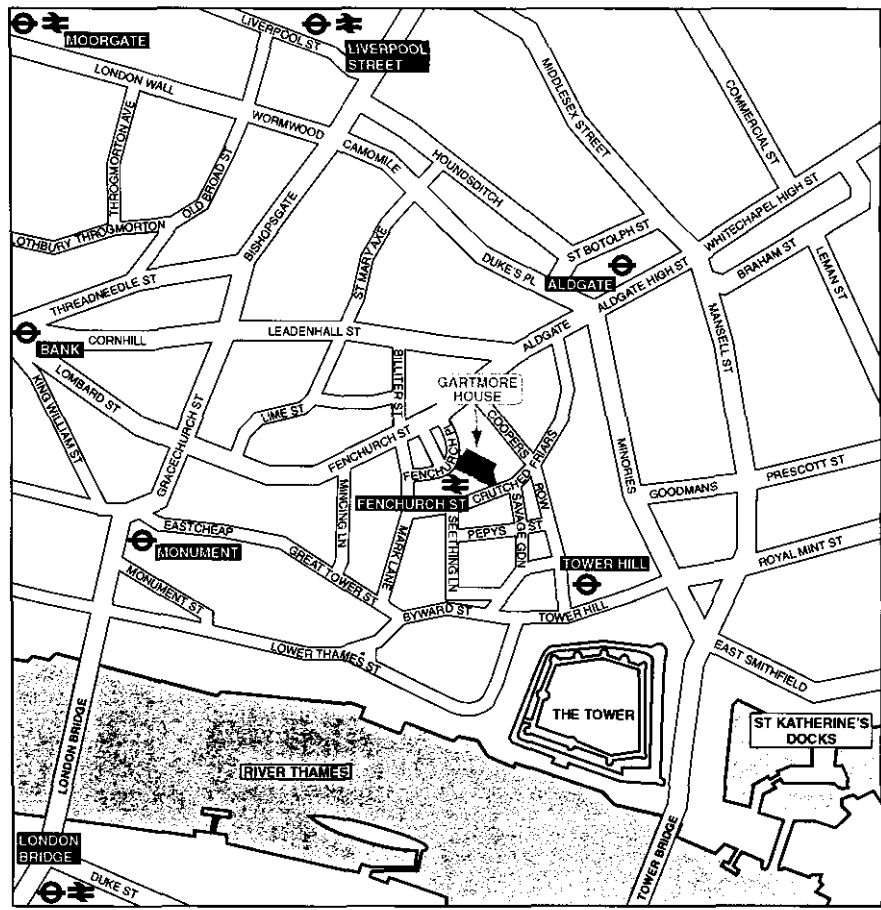 MOORGATE
LIVERPOOL ST
LIVERPOOL
STREET
LONDON WALL
WORMWOOD
CAMOMILE
HOUNDSDITCH
MIDDLESEX STREET
COMMERCIAL ST
THROGMORTON AVE
OLD BROAD ST
LOTHBURY
THROGMORTON
BISHOPSGATE
ST MARY AXE
DUKE'S PL
ST BOTOLPH ST
WHITECHAPEL HIGH ST
ALDGATE
ALDGATE HIGH ST
BRAHAM ST
LEMAN ST
THREADNEEDLE ST
CORNHILL
LEADENHALL ST
ALDGATE
MANSELL ST
BANK
LOMBARD ST
KING WILLIAM ST
GRACECHURCH ST
LIME ST
BILLITER ST
GARTMORE
HOUSE
FENCHURCH ST
FENCHURCH PL
COOPERS
ROW
CRUTCHED
FRIARS
MINORIES
GOODMANS
PRESCOTT ST
FENCHURCH ST
MINCING LN
MARK LANE
SEETHING LN
PEPYS ST
SAVAGE GDN
EASTCHEAP
MONUMENT
GREAT TOWER ST
TOWER HILL
ROYAL MINT ST
MONUMENT ST
BYWARD ST
TOWER HILL
LOWER THAMES ST
EAST SMITHFIELD
THE TOWER
ST KATHERINE'S
DOCKS
LONDON BRIDGE
RIVER THAMES
TOWER BRIDGE
LONDON
BRIDGE
DUKE ST